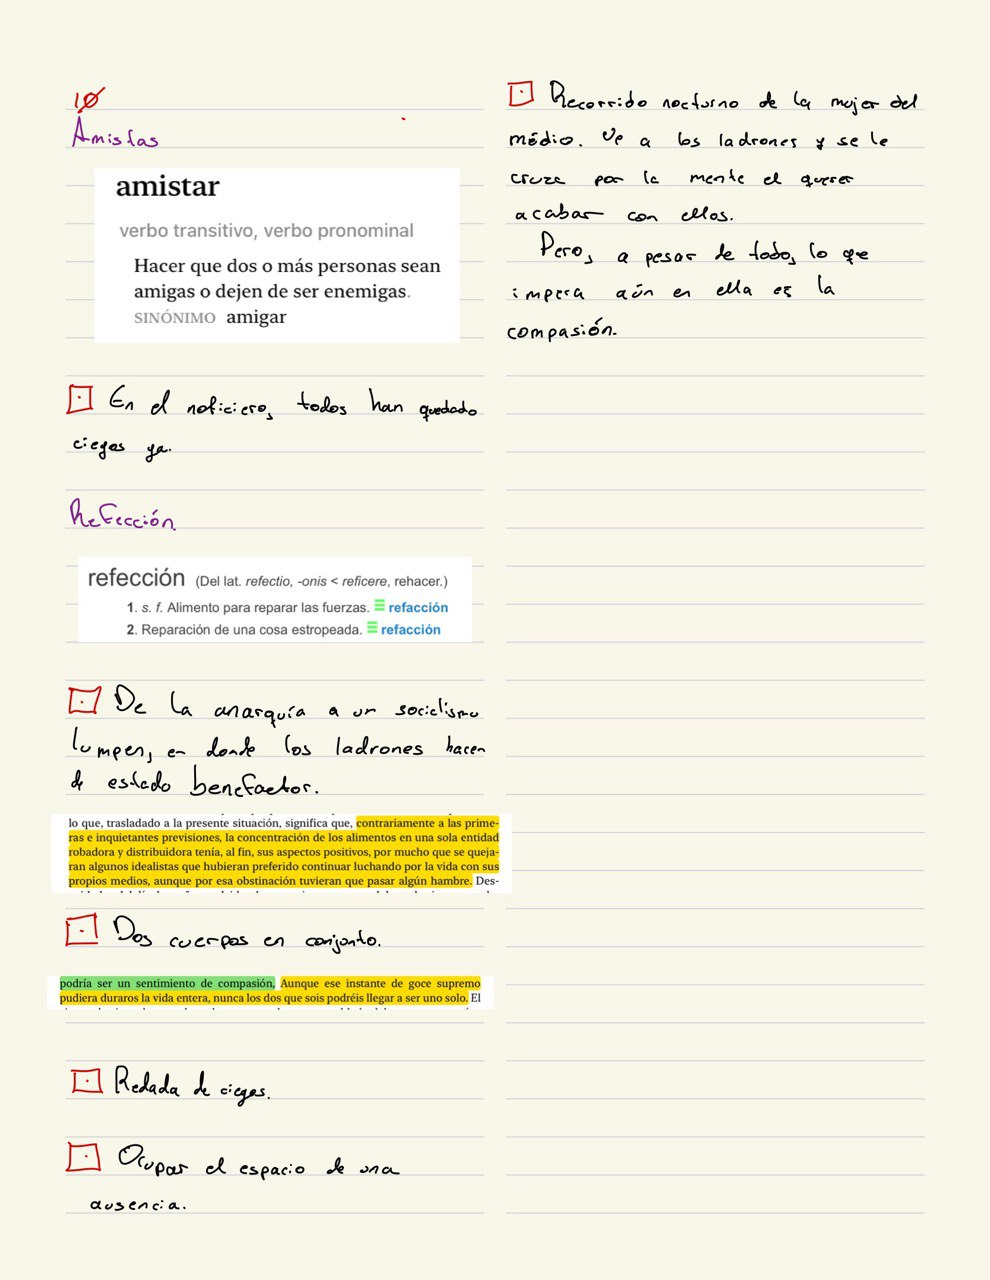 10
Amistas
amistar
verbo transitivo, verbo pronominal
Hacer que dos o más personas sean
amigas o dejen de ser enemigas.
SINÓNIMO amigar
En el noticiero, todos han quedado
ciegos ya.
Refección
refección (Del lat. refectio, -onis < reficere, rehacer.)
1. s. f. Alimento para reparar las fuerzas. refacción
2. Reparación de una cosa estropeada. refacción
De la anarquía a un socialismo
lumpen, en donde los ladrones hacen
de estado benefactor.
lo que, trasladado a la presente situación, significa que, contrariamente a las prime-
ras e inquietantes previsiones, la concentración de los alimentos en una sola entidad
robadora y distribuidora tenía, al fin, sus aspectos positivos, por mucho que se queja-
ran algunos idealistas que hubieran preferido continuar luchando por la vida con sus
propios medios, aunque por esa obstinación tuvieran que pasar algún hambre. Des-
Dos cuerpos en conjunto.
podría ser un sentimiento de compasión, Aunque ese instante de goce supremo
pudiera duraros la vida entera, nunca los dos que sois podréis llegar a ser uno solo. El
Redada de ciegos.
Ocupar el espacio de una
ausencia.
Recorrido nocturno de la mujer del
médio. Ve a los ladrones y se le
cruza por la mente el querer
acabar con ellos.
Pero, a pesar de todo, lo que
impera aún en ella es la
compasión.